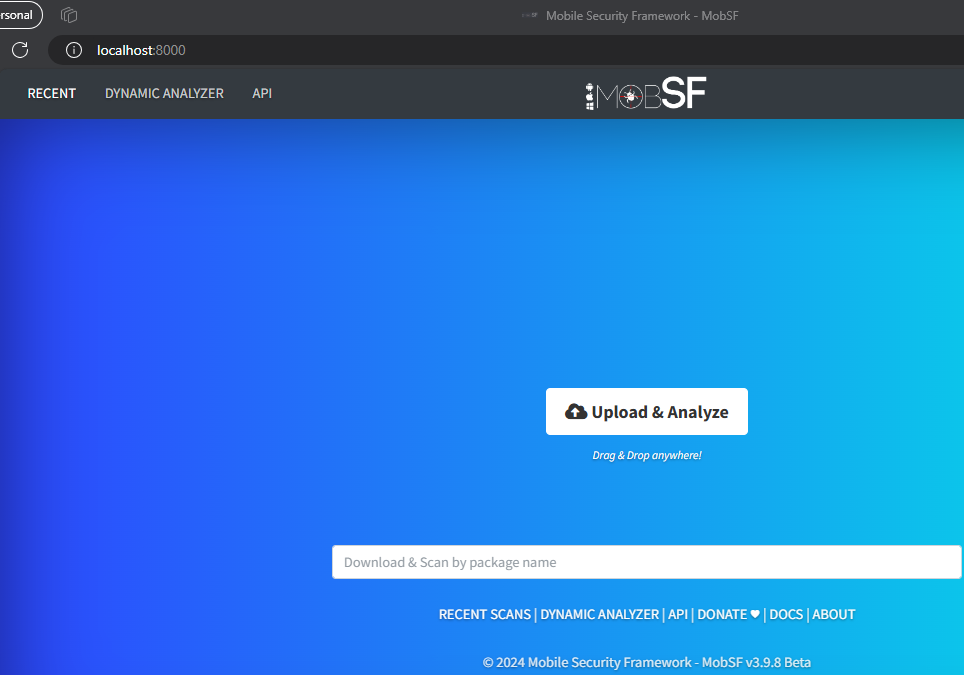 rsonal
Mobile Security Framework - MobSF
localhost:8000
RECENT DYNAMIC ANALYZER API
MOBSF
Upload & Analyze
Drag & Drop anywhere!
Download & Scan by package name
RECENT SCANS | DYNAMIC ANALYZER | API | DONATE ♥ | DOCS | ABOUT
© 2024 Mobile Security Framework - MobSF v3.9.8 Beta